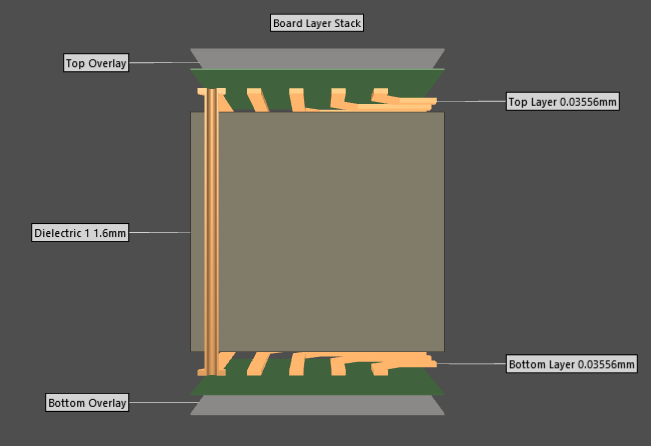 Board Layer Stack
Top Overlay
Top Layer 0.03556mm
Dielectric 1 1.6mm
Bottom Layer 0.03556mm
Bottom Overlay